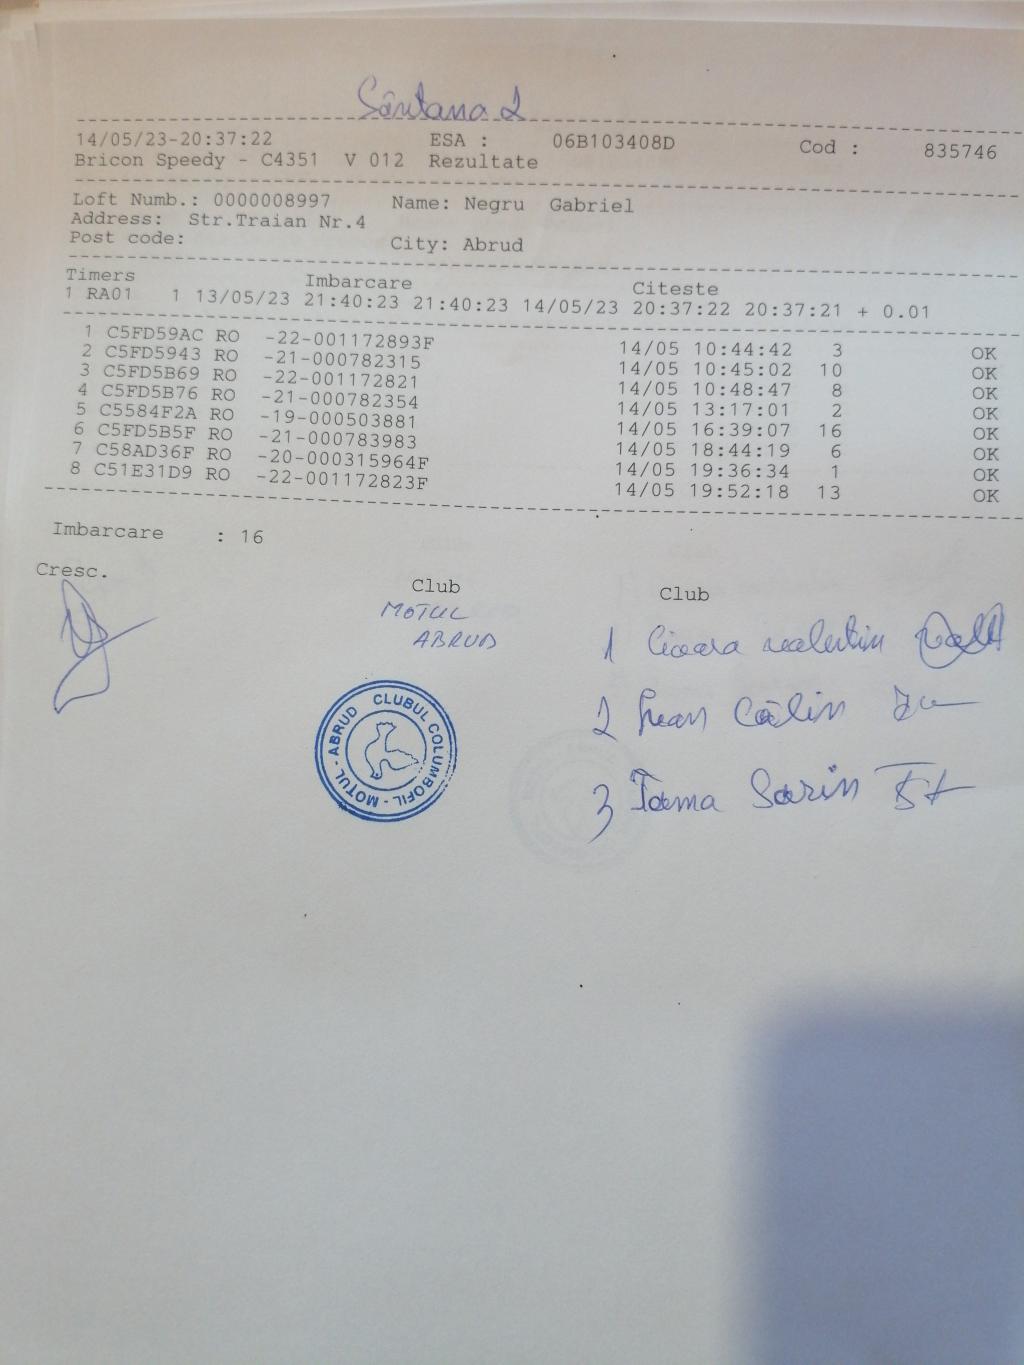 Sântana 2
14/05/23-20:37:22 ESA : 06B103408D Cod : 835746
Bricon Speedy - C4351 V 012 Rezultate
Loft Numb.: 0000008997 Name: Negru Gabriel
Address: Str.Traian Nr.4
Post code: City: Abrud
Timers Imbarcare Citeste
1 RA01 1 13/05/23 21:40:23 21:40:23 14/05/23 20:37:22 20:37:21 + 0.01
1 C5FD59AC RO -22-001172893F 14/05 10:44:42 3 OK
2 C5FD5943 RO -21-000782315 14/05 10:45:02 10 OK
3 C5FD5B69 RO -22-001172821 14/05 10:48:47 8 OK
4 C5FD5B76 RO -21-000782354 14/05 13:17:01 2 OK
5 C5584F2A RO -19-000503881 14/05 16:39:07 16 OK
6 C5FD5B5F RO -21-000783983 14/05 18:44:19 6 OK
7 C58AD36F RO -20-000315964F 14/05 19:36:34 1 OK
8 C51E31D9 RO -22-001172823F 14/05 19:52:18 13 OK
Imbarcare : 16
Cresc. Club Club
MOTUL
ABRUD
CLUBUL COLUMBOFIL - MOTUL - ABRUD
1 Cioara valentin
2 Călin
3 Toma Sorin